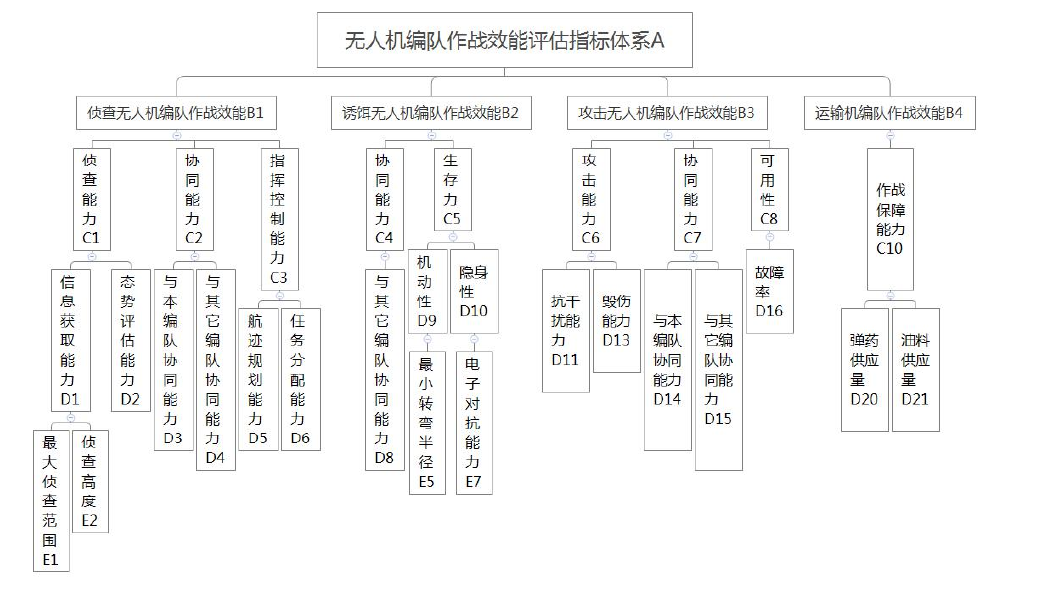 无人机编队作战效能评估指标体系A
侦查无人机编队作战效能B1
诱饵无人机编队作战效能B2
攻击无人机编队作战效能B3
运输机编队作战效能B4
侦查能力C1
协同能力C2
指挥控制能力C3
协同能力C4
生存力C5
攻击能力C6
协同能力C7
可用性C8
作战保障能力C10
信息获取能力D1
态势评估能力D2
与本编队协同能力D3
与其它编队协同能力D4
航迹规划能力D5
任务分配能力D6
与其它编队协同能力D8
机动性D9
隐身性D10
抗干扰能力D11
毁伤能力D13
与本编队协同能力D14
与其它编队协同能力D15
故障率D16
弹药供应量D20
油料供应量D21
最大侦查范围E1
侦查高度E2
最小转弯半径E5
电子对抗能力E7